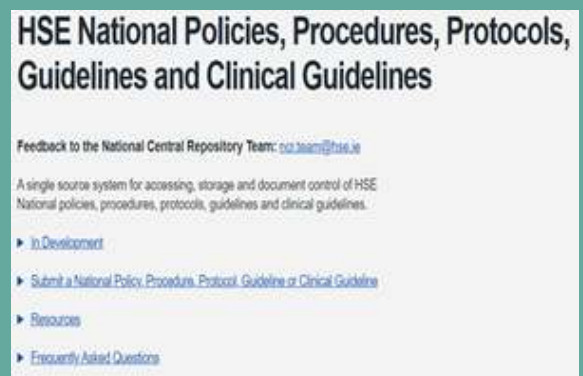 HSE National Policies, Procedures, Protocols,
Guidelines and Clinical Guidelines
Feedback to the National Central Repository Team: ncr.team@hse.ie
A single source system for accessing, storage and document control of HSE
National policies, procedures, protocols, guidelines and clinical guidelines.
In Development
Submit a National Policy, Procedure, Protocol, Guideline or Clinical Guideline
Resources
Frequently Asked Questions